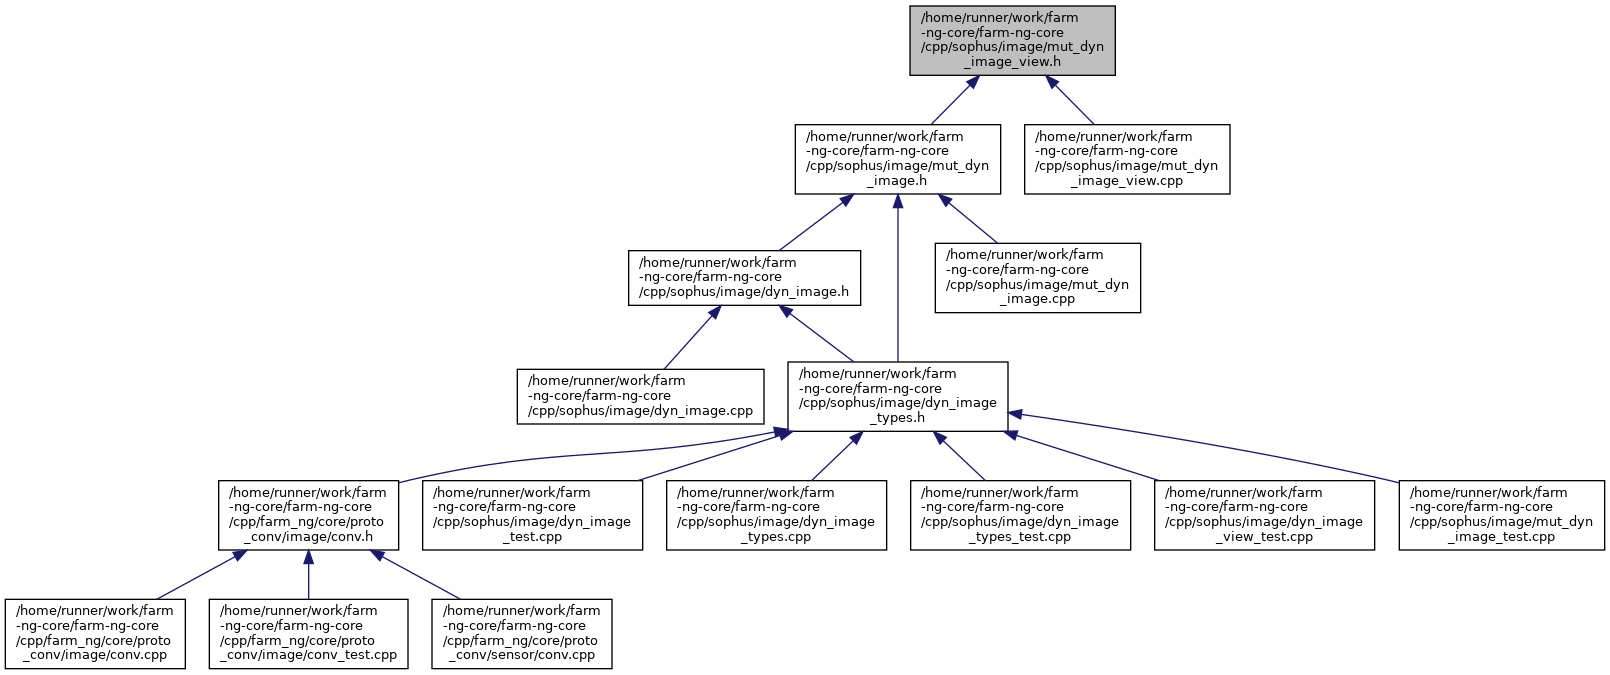 /home/runner/work/farm
-ng-core/farm-ng-core
/cpp/sophus/image/mut_dyn
_image_view.h
/home/runner/work/farm
-ng-core/farm-ng-core
/cpp/sophus/image/mut_dyn
_image.h
/home/runner/work/farm
-ng-core/farm-ng-core
/cpp/sophus/image/mut_dyn
_image_view.cpp
/home/runner/work/farm
-ng-core/farm-ng-core
/cpp/sophus/image/dyn_image.h
/home/runner/work/farm
-ng-core/farm-ng-core
/cpp/sophus/image/mut_dyn
_image.cpp
/home/runner/work/farm
-ng-core/farm-ng-core
/cpp/sophus/image/dyn_image.cpp
/home/runner/work/farm
-ng-core/farm-ng-core
/cpp/sophus/image/dyn_image
_types.h
/home/runner/work/farm
-ng-core/farm-ng-core
/cpp/farm_ng/core/proto
_conv/image/conv.h
/home/runner/work/farm
-ng-core/farm-ng-core
/cpp/sophus/image/dyn_image
_test.cpp
/home/runner/work/farm
-ng-core/farm-ng-core
/cpp/sophus/image/dyn_image
_types.cpp
/home/runner/work/farm
-ng-core/farm-ng-core
/cpp/sophus/image/dyn_image
_types_test.cpp
/home/runner/work/farm
-ng-core/farm-ng-core
/cpp/sophus/image/dyn_image
_view_test.cpp
/home/runner/work/farm
-ng-core/farm-ng-core
/cpp/sophus/image/mut_dyn
_image_test.cpp
/home/runner/work/farm
-ng-core/farm-ng-core
/cpp/farm_ng/core/proto
_conv/image/conv.cpp
/home/runner/work/farm
-ng-core/farm-ng-core
/cpp/farm_ng/core/proto
_conv/image/conv_test.cpp
/home/runner/work/farm
-ng-core/farm-ng-core
/cpp/farm_ng/core/proto
_conv/sensor/conv.cpp